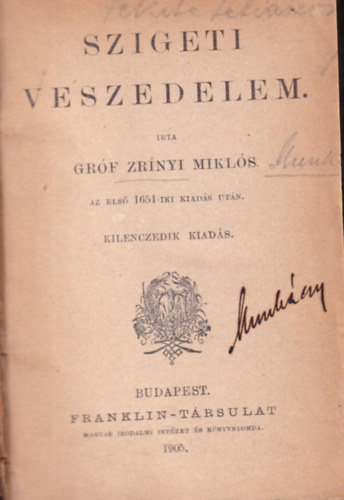 Fekete
SZIGETI
VESZEDELEM.
IRTA
GRÓF ZRÍNYI MIKLÓS.
AZ ELSŐ 1651-IKI KIADÁS UTÁN.
KILENCZEDIK KIADÁS.
BUDAPEST.
FRANKLIN-TÁRSULAT
MAGYAR IRODALMI INTÉZET ÉS KÖNYVNYOMDA.
1905.